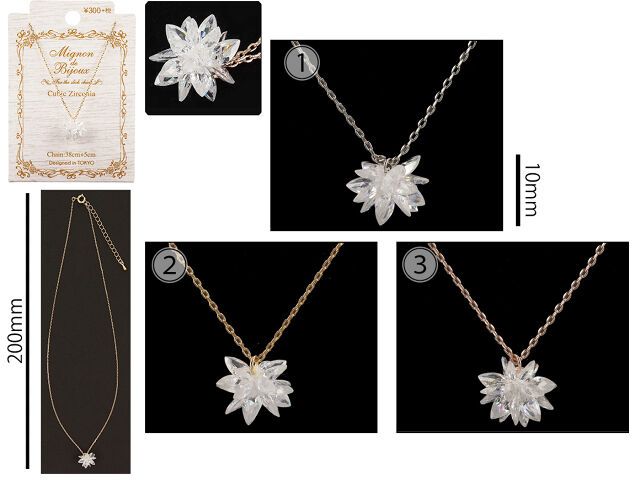 ¥300+税
Mignon
de
Bijoux
Cubic Zirconia
Chain:38cm+5cm
Designed in TOKYO
1
10mm
200mm
2
3